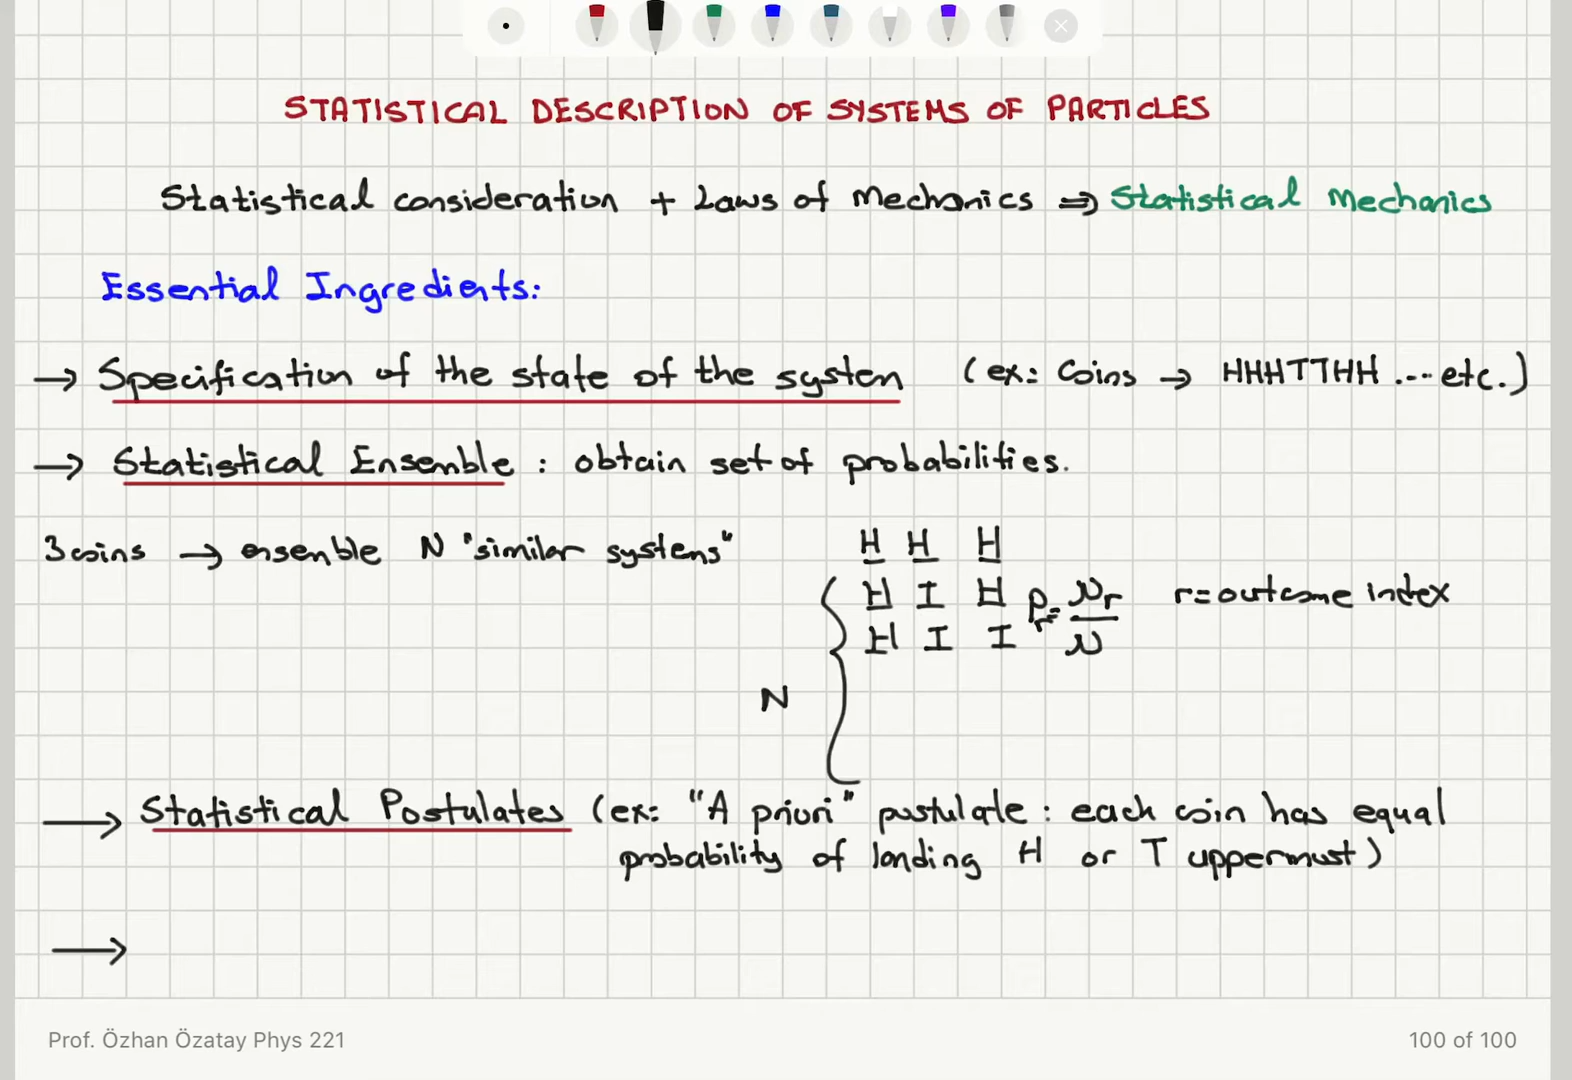 STATISTICAL DESCRIPTION OF SYSTEMS OF PARTICLES
Statistical consideration + Laws of Mechanics ⇒ Statistical Mechanics
Essential Ingredients:
→ Specification of the state of the system (ex: Coins → HHHTTHH .... etc.)
→ Statistical Ensemble : obtain set of probabilities.
3 coins → ensemble N "similar systems"
H H H
H T H
H T T
Pr = Nr / N
r = outcome index
N
→ Statistical Postulates (ex: "A priori" postulate : each coin has equal
probability of landing H or T uppermost)
→
Prof. Özhan Özatay Phys 221
100 of 100